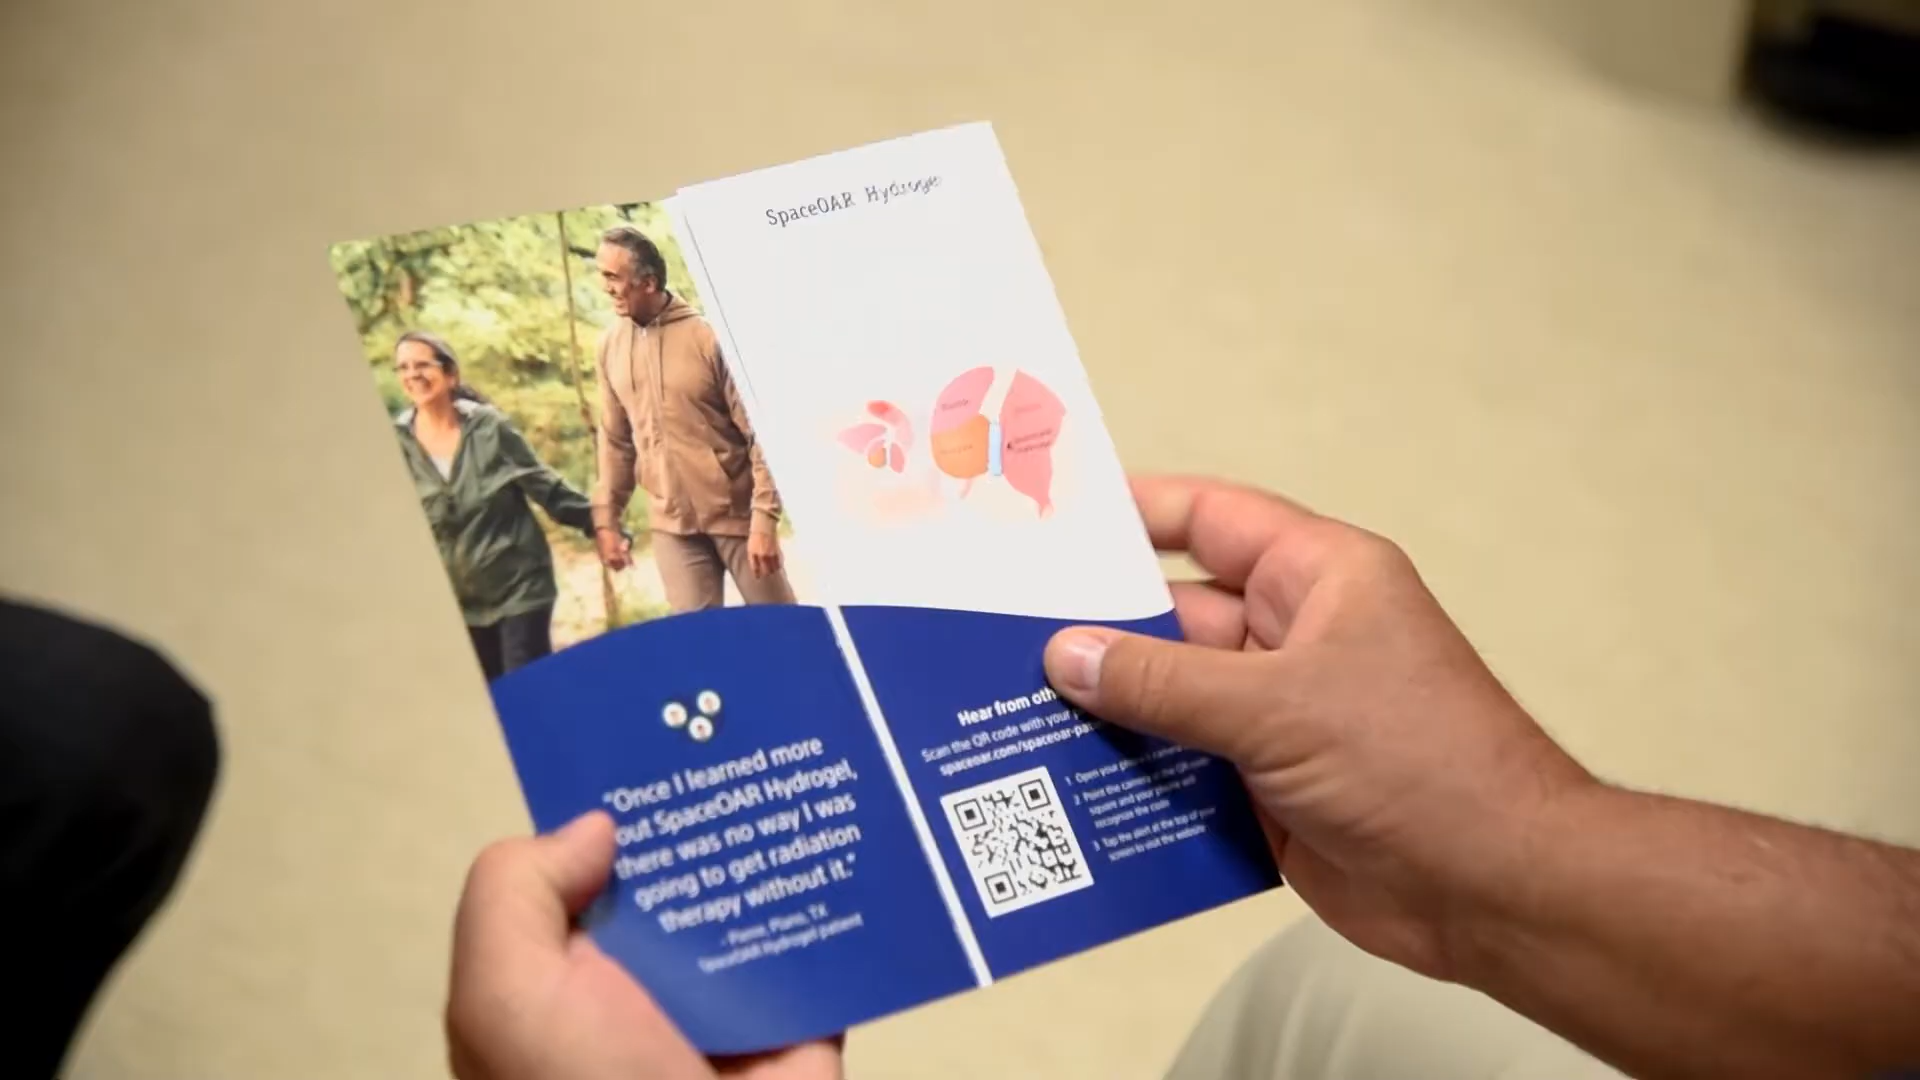 SpaceOAR Hydrogel
"Once I learned more
out SpaceOAR Hydrogel,
there was no way I was
going to get radiation
therapy without it."
Plano, TX
SpaceOAR Hydrogel patient
Hear from oth
Scan the QR code with your
spaceoar.com/spaceoar-pa
1 Open your phone's camera
2 Point the camera at the QR code
square and your phone will
recognize the code
3 Tap the alert at the top of your
screen to visit the website